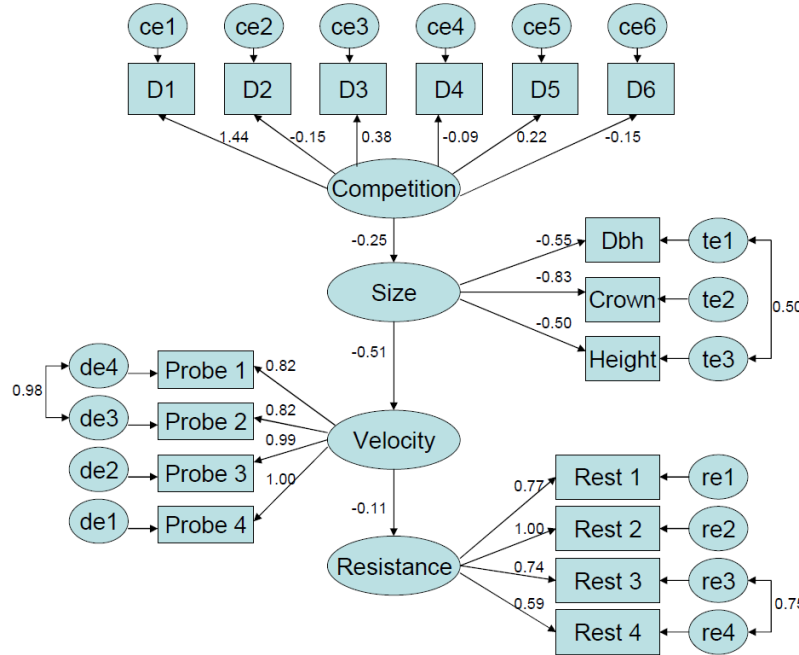 ce1 ce2 ce3 ce4 ce5 ce6
D1 D2 D3 D4 D5 D6
1.44 -0.15 0.38 -0.09 0.22 -0.15
Competition
-0.25
Size
-0.55 Dbh te1
-0.83 Crown te2
-0.50 Height te3
0.50
-0.51
de4 Probe 1 0.82
0.98
de3 Probe 2 0.82
de2 Probe 3 0.99
de1 Probe 4 1.00
Velocity
-0.11
Resistance
0.77 Rest 1 re1
1.00 Rest 2 re2
0.74 Rest 3 re3
0.59 Rest 4 re4
0.75